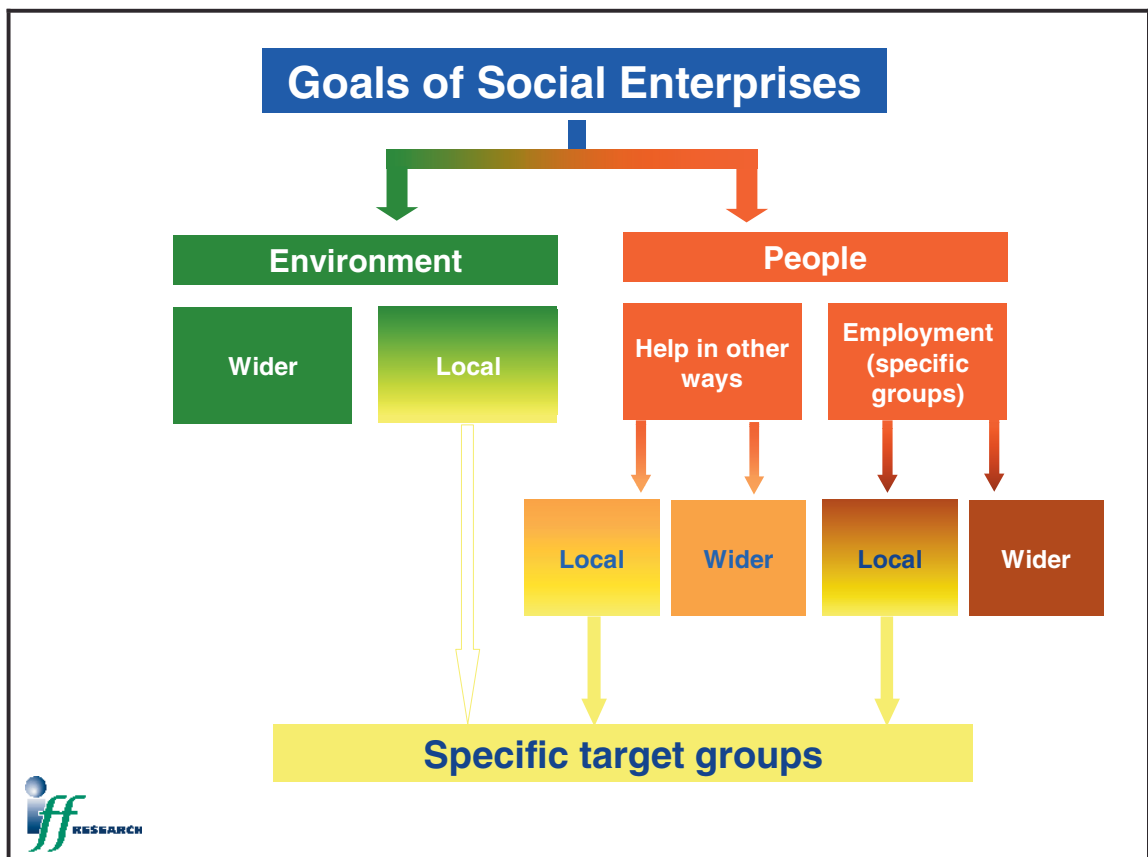 Goals of Social Enterprises
Environment
People
Wider
Local
Help in other
ways
Employment
(specific
groups)
Local
Wider
Local
Wider
Specific target groups
iff RESEARCH